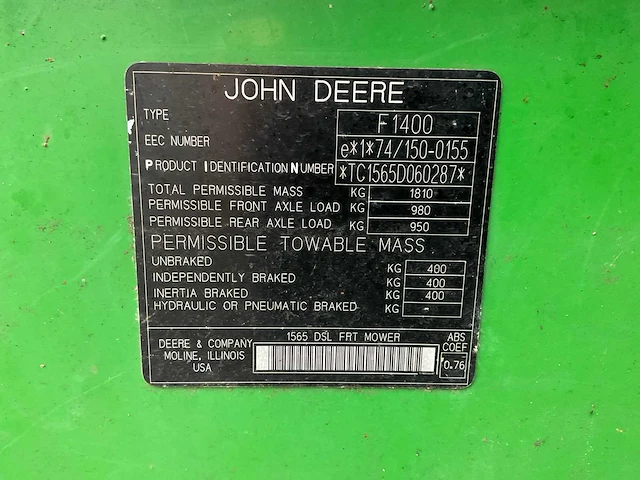 JOHN DEERE
TYPE F1400
EEC NUMBER e*1*74/150-0155
PRODUCT IDENTIFICATION NUMBER *TC1565D060287*
TOTAL PERMISSIBLE MASS KG 1810
PERMISSIBLE FRONT AXLE LOAD KG 980
PERMISSIBLE REAR AXLE LOAD KG 950
PERMISSIBLE TOWABLE MASS
UNBRAKED KG 400
INDEPENDENTLY BRAKED KG 400
INERTIA BRAKED KG 400
HYDRAULIC OR PNEUMATIC BRAKED KG
DEERE & COMPANY
MOLINE, ILLINOIS
USA
1565 DSL FRT MOWER
ABS
COEF
0.76